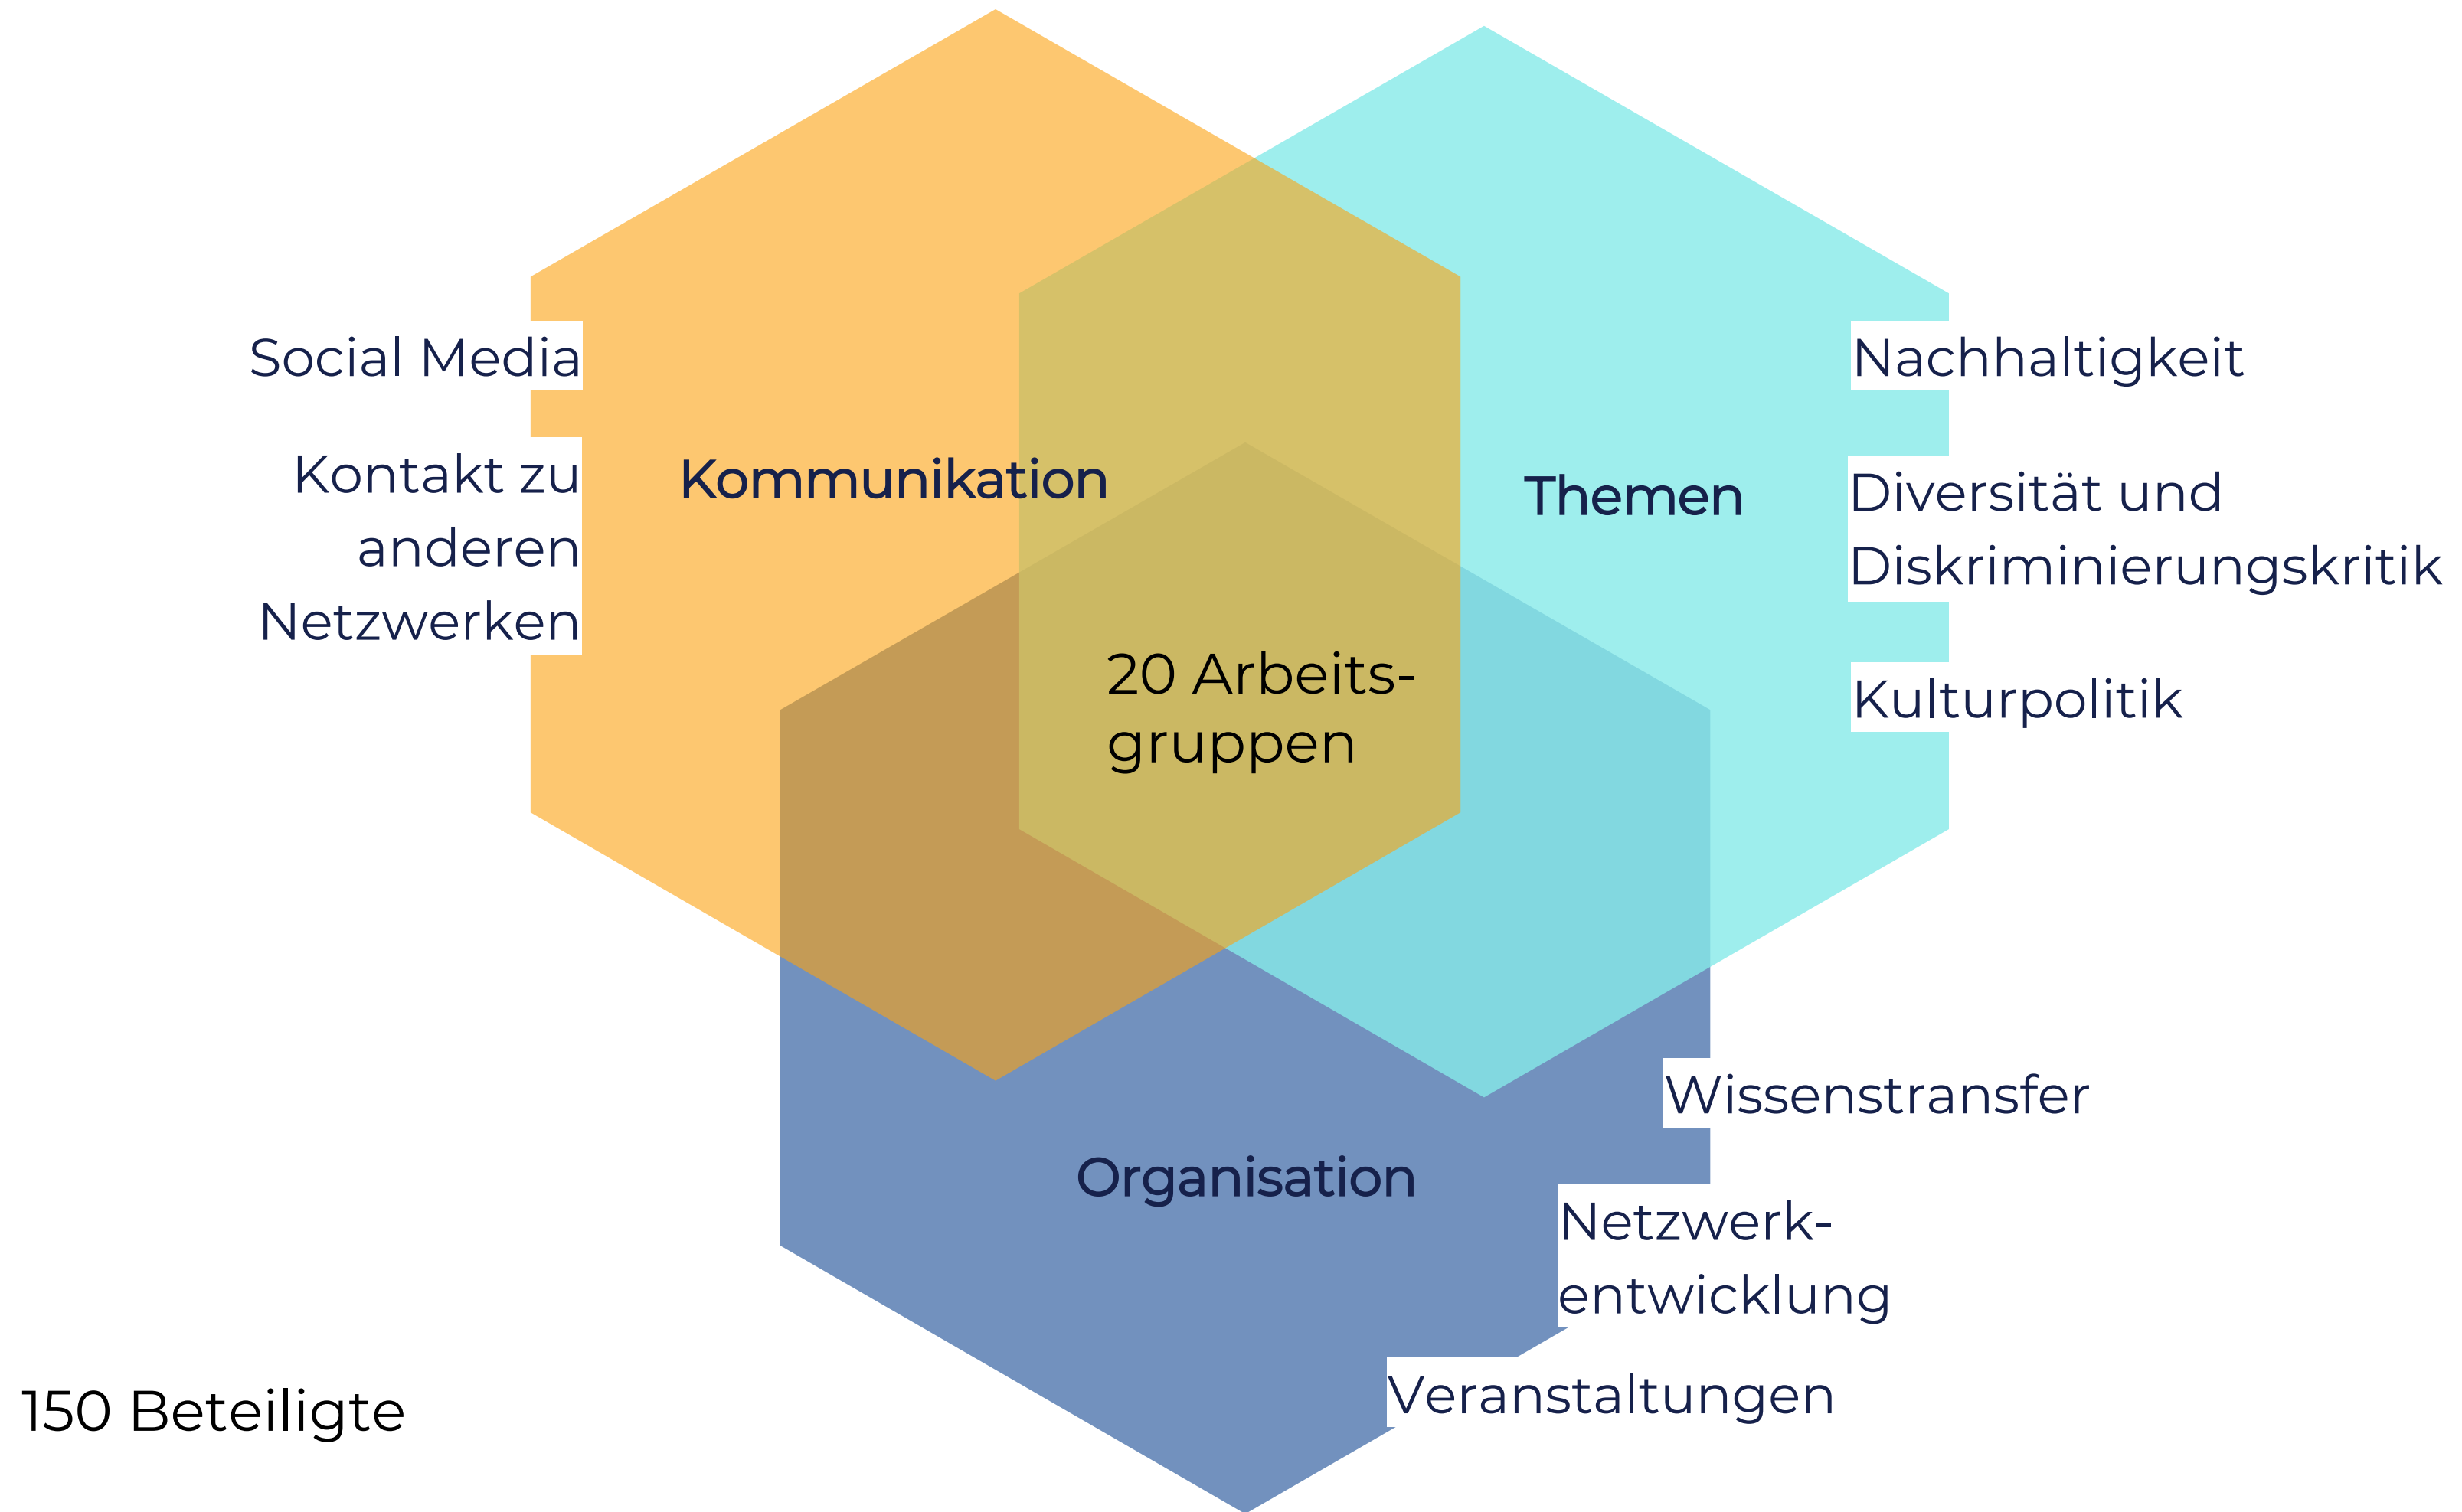 Social Media
Kontakt zu
anderen
Netzwerken
Kommunikation
Themen
Nachhaltigkeit
Diversität und
Diskriminierungskritik
Kulturpolitik
20 Arbeits-
gruppen
Organisation
Wissenstransfer
Netzwerk-
entwicklung
Veranstaltungen
150 Beteiligte